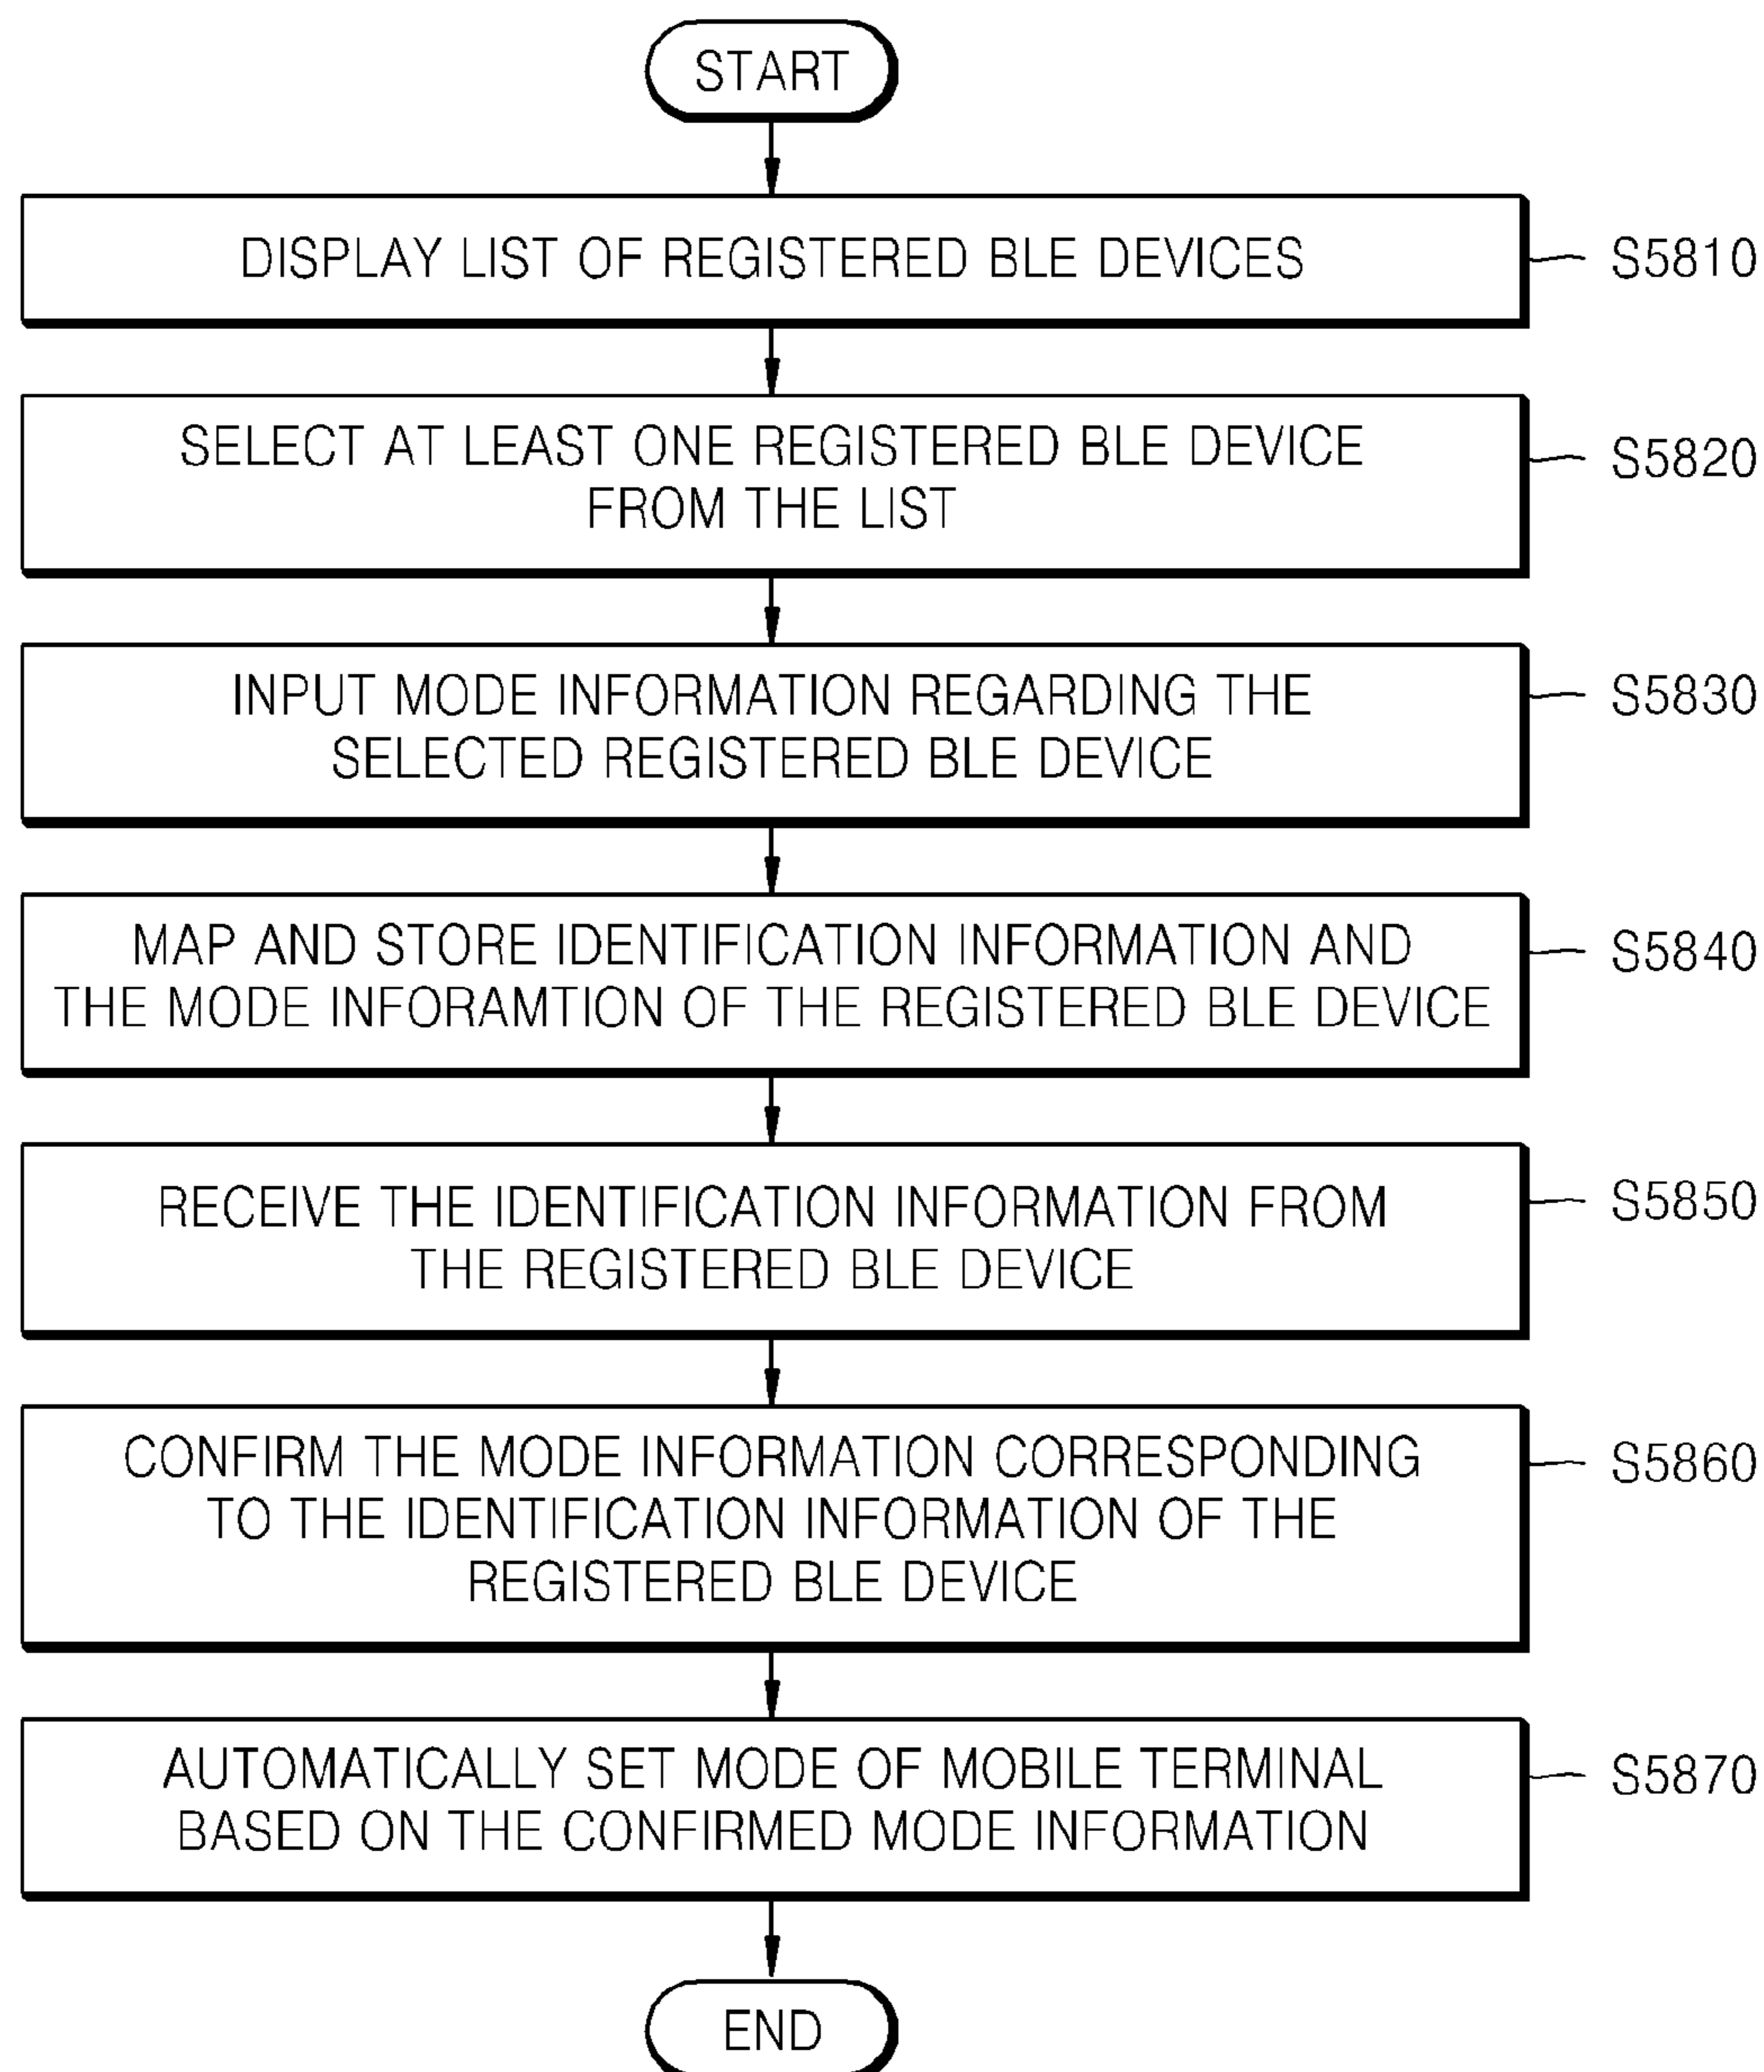 START
DISPLAY LIST OF REGISTERED BLE DEVICES
S5810
SELECT AT LEAST ONE REGISTERED BLE DEVICE
FROM THE LIST
S5820
INPUT MODE INFORMATION REGARDING THE
SELECTED REGISTERED BLE DEVICE
S5830
MAP AND STORE IDENTIFICATION INFORMATION AND
THE MODE INFORAMTION OF THE REGISTERED BLE DEVICE
S5840
RECEIVE THE IDENTIFICATION INFORMATION FROM
THE REGISTERED BLE DEVICE
S5850
CONFIRM THE MODE INFORMATION CORRESPONDING
TO THE IDENTIFICATION INFORMATION OF THE
REGISTERED BLE DEVICE
S5860
AUTOMATICALLY SET MODE OF MOBILE TERMINAL
BASED ON THE CONFIRMED MODE INFORMATION
S5870
END